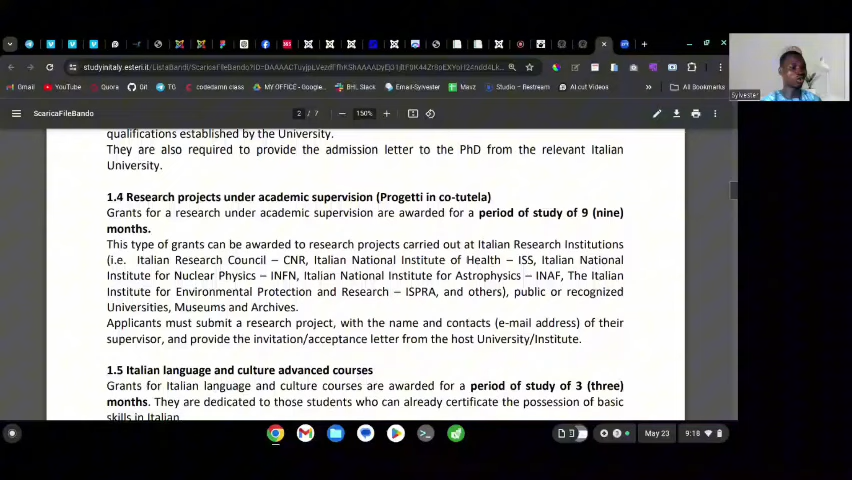 studyinitaly.esteri.it/ListaBandi/ScaricaFileBando?
Gmail
YouTube
Quora
Git
TG
codedamn class
MY OFFICE - Google...
BHL Slack
Email-Sylvester
Maxz
Studio – Restream
AI cut Videos
All Bookmarks
Sylvester
ScaricaFileBando
2 / 7
150%
qualifications established by the University.
They are also required to provide the admission letter to the PhD from the relevant Italian
University.
1.4 Research projects under academic supervision (Progetti in co-tutela)
Grants for a research under academic supervision are awarded for a period of study of 9 (nine)
months.
This type of grants can be awarded to research projects carried out at Italian Research Institutions
(i.e. Italian Research Council – CNR, Italian National Institute of Health – ISS, Italian National
Institute for Nuclear Physics – INFN, Italian National Institute for Astrophysics – INAF, The Italian
Institute for Environmental Protection and Research – ISPRA, and others), public or recognized
Universities, Museums and Archives.
Applicants must submit a research project, with the name and contacts (e-mail address) of their
supervisor, and provide the invitation/acceptance letter from the host University/Institute.
1.5 Italian language and culture advanced courses
Grants for Italian language and culture courses are awarded for a period of study of 3 (three)
months. They are dedicated to those students who can already certificate the possession of basic
skills in Italian.
May 23
9:18